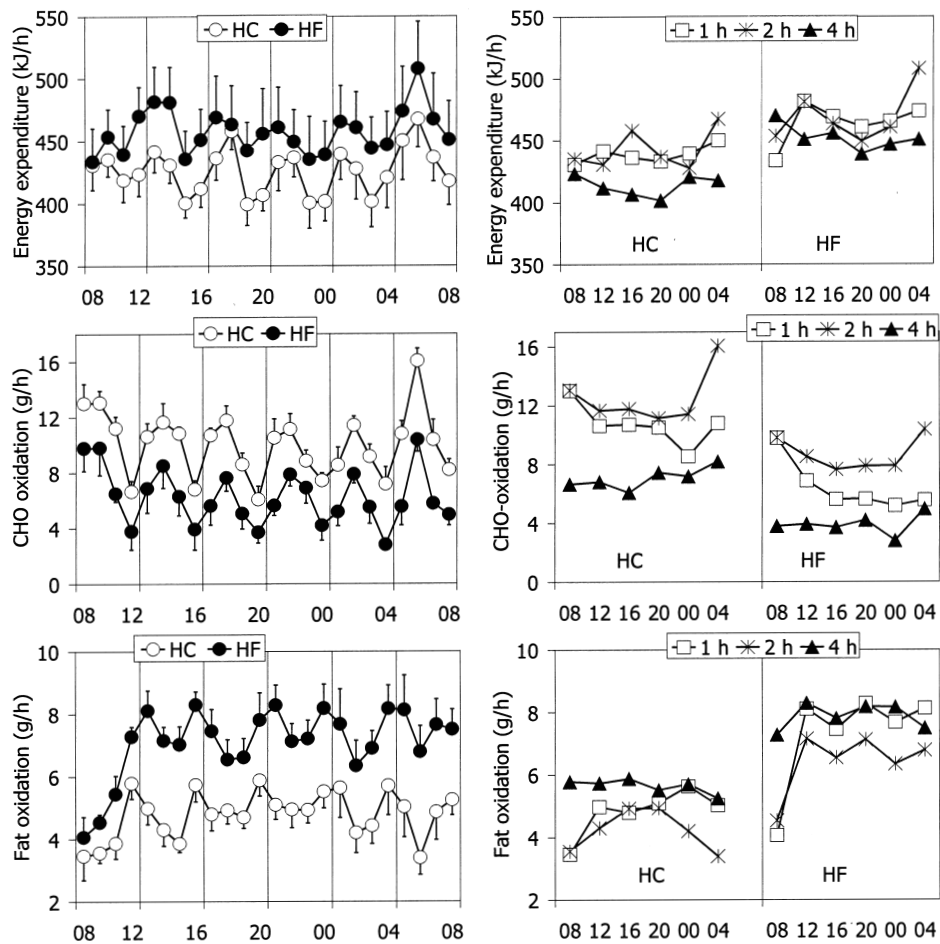 HC HF
Energy expenditure (kJ/h)
550
500
450
400
350
08 12 16 20 00 04 08
1 h 2 h 4 h
Energy expenditure (kJ/h)
550
500
450
400
350
HC HF
08 12 16 20 00 04 08 12 16 20 00 04
HC HF
CHO oxidation (g/h)
16
12
8
4
0
08 12 16 20 00 04 08
1 h 2 h 4 h
CHO-oxidation (g/h)
16
12
8
4
0
HC HF
08 12 16 20 00 04 08 12 16 20 00 04
HC HF
Fat oxidation (g/h)
10
8
6
4
2
08 12 16 20 00 04 08
1 h 2 h 4 h
Fat oxidation (g/h)
10
8
6
4
2
HC HF
08 12 16 20 00 04 08 12 16 20 00 04